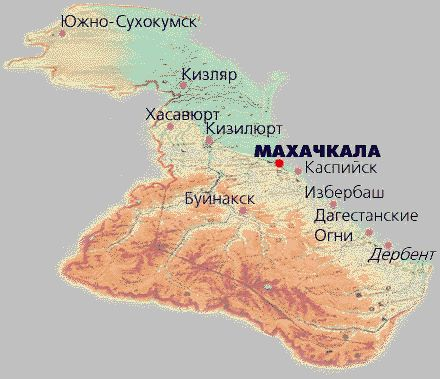 Южно-Сухокумск
Кизляр
Хасавюрт
Кизилюрт
МАХАЧКАЛА
Каспийск
Избербаш
Буйнакск
Дагестанские
Огни
Дербент